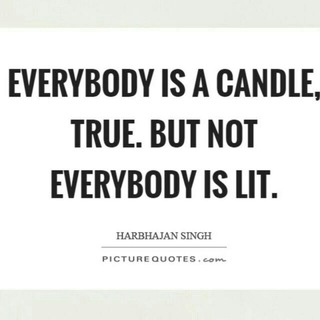 EVERYBODY IS A CANDLE,
TRUE. BUT NOT
EVERYBODY IS LIT.
HARBHAJAN SINGH
PICTUREQUOTES.com